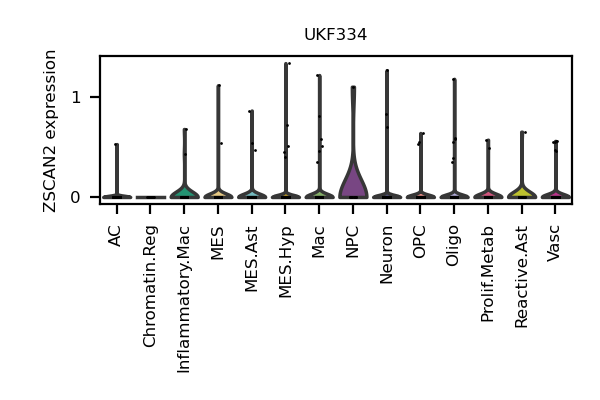 UKF334
ZSCAN2 expression
1
0
AC
Chromatin.Reg
Inflammatory.Mac
MES
MES.Ast
MES.Hyp
Mac
NPC
Neuron
OPC
Oligo
Prolif.Metab
Reactive.Ast
Vasc